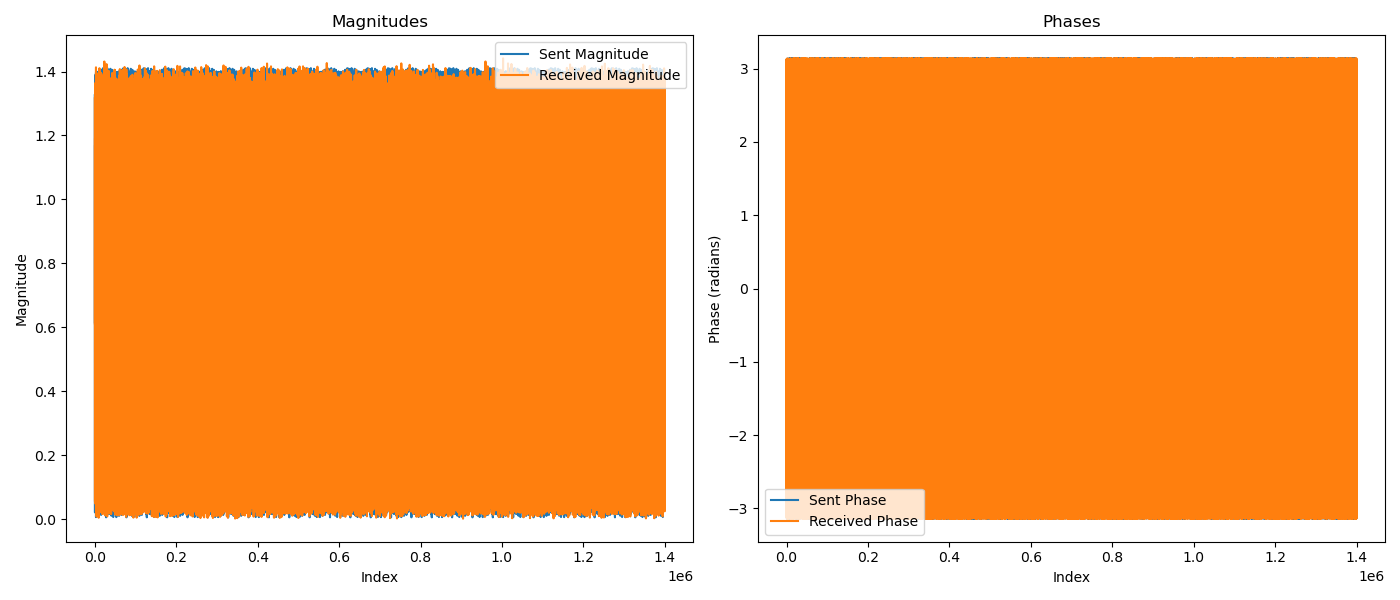 Magnitudes
Sent Magnitude
Received Magnitude
Magnitude
1.4
1.2
1.0
0.8
0.6
0.4
0.2
0.0
0.0 0.2 0.4 0.6 0.8 1.0 1.2 1.4
1e6
Index
Phases
Phase (radians)
3
2
1
0
−1
−2
−3
Sent Phase
Received Phase
0.0 0.2 0.4 0.6 0.8 1.0 1.2 1.4
1e6
Index